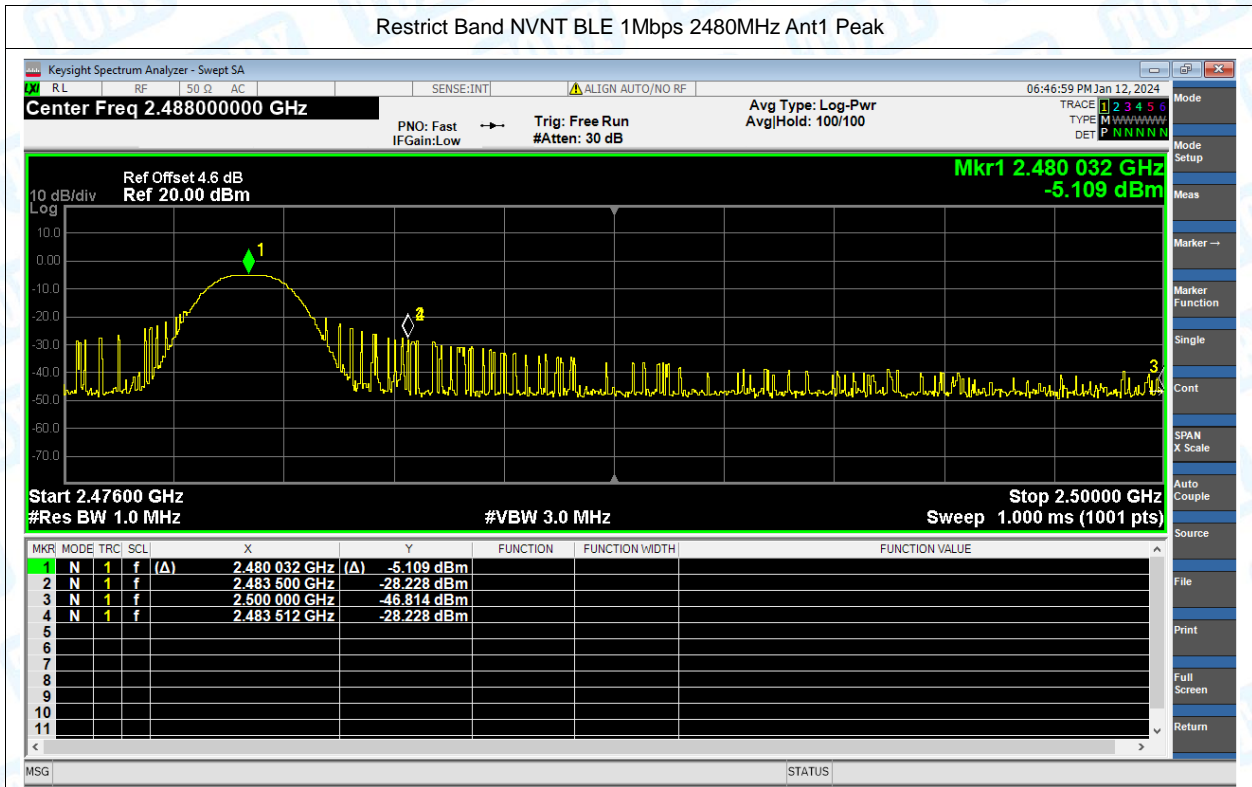 Restrict Band NVNT BLE 1Mbps 2480MHz Ant1 Peak
Keysight Spectrum Analyzer - Swept SA
LXI RL RF 50 Ω AC SENSE:INT ALIGN AUTO/NO RF 06:46:59 PM Jan 12, 2024
Center Freq 2.488000000 GHz
PNO: Fast
IFGain:Low
Trig: Free Run
#Atten: 30 dB
Avg Type: Log-Pwr
Avg|Hold: 100/100
TRACE 1 2 3 4 5 6
TYPE M WWWWW
DET P N N N N N
Mkr1 2.480 032 GHz
-5.109 dBm
Ref Offset 4.6 dB
10 dB/div Ref 20.00 dBm
Log
10.0
0.00
-10.0
-20.0
-30.0
-40.0
-50.0
-60.0
-70.0
1
3
Start 2.47600 GHz Stop 2.50000 GHz
#Res BW 1.0 MHz #VBW 3.0 MHz Sweep 1.000 ms (1001 pts)
MKR MODE TRC SCL X Y FUNCTION FUNCTION WIDTH FUNCTION VALUE
1 N 1 f (Δ) 2.480 032 GHz (Δ) -5.109 dBm
2 N 1 f 2.483 500 GHz -28.228 dBm
3 N 1 f 2.500 000 GHz -46.814 dBm
4 N 1 f 2.483 512 GHz -28.228 dBm
5
6
7
8
9
10
11
MSG STATUS
Mode
Mode
Setup
Meas
Marker→
Marker
Function
Single
Cont
SPAN
X Scale
Auto
Couple
Source
File
Print
Full
Screen
Return
TOBY